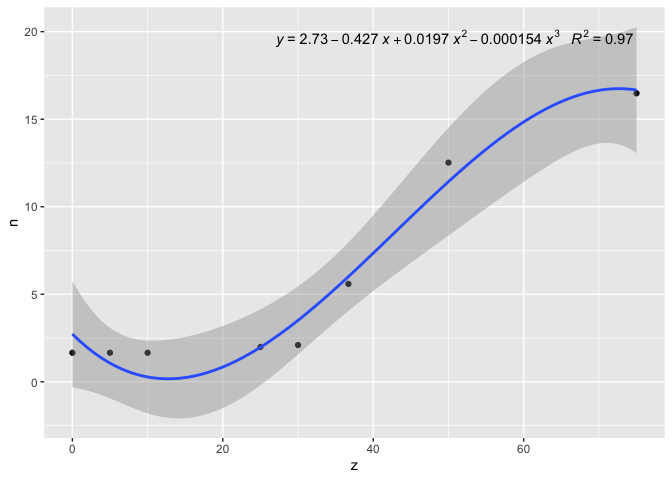 y = 2.73 – 0.427 x + 0.0197 x² – 0.000154 x³ R² = 0.97
20
15
10
5
0
n
0 20 40 60
z